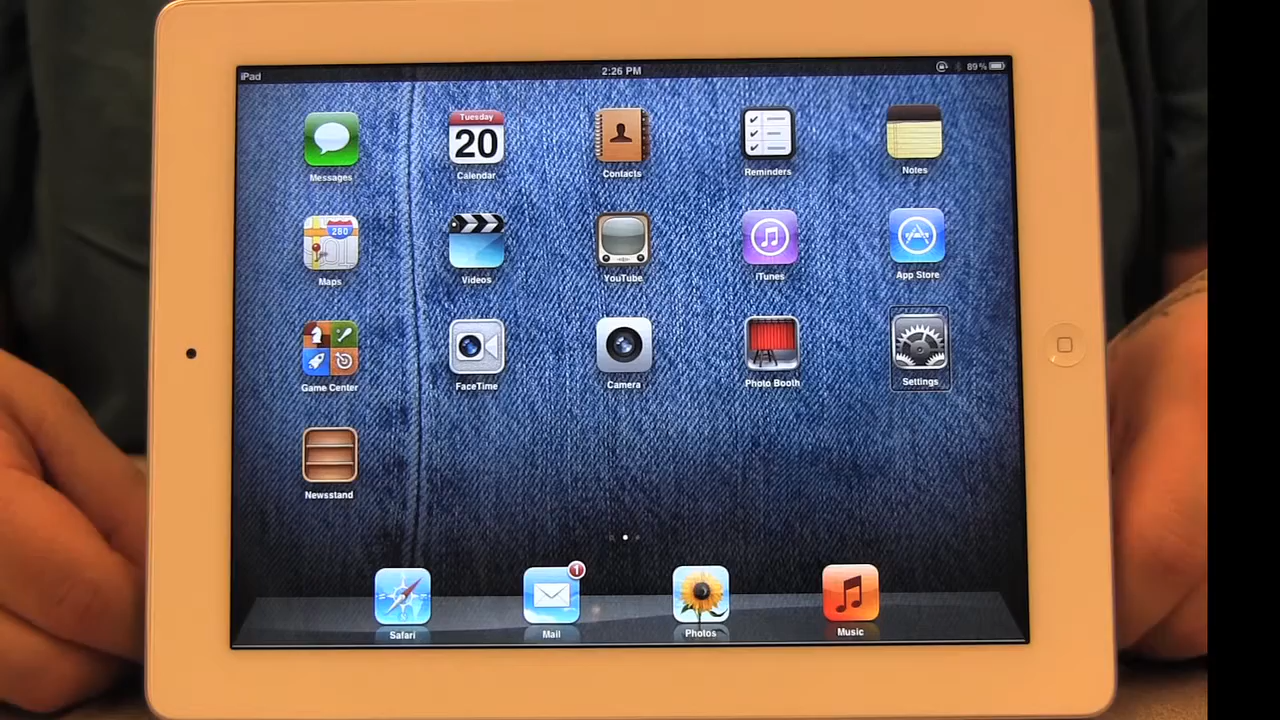 iPad 2:26 PM 89%
Messages
Tuesday
20
Calendar
Contacts
Reminders
Notes
280
Maps
Videos
YouTube
iTunes
App Store
Game Center
FaceTime
Camera
Photo Booth
Settings
Newsstand
Safari
1
Mail
Photos
Music